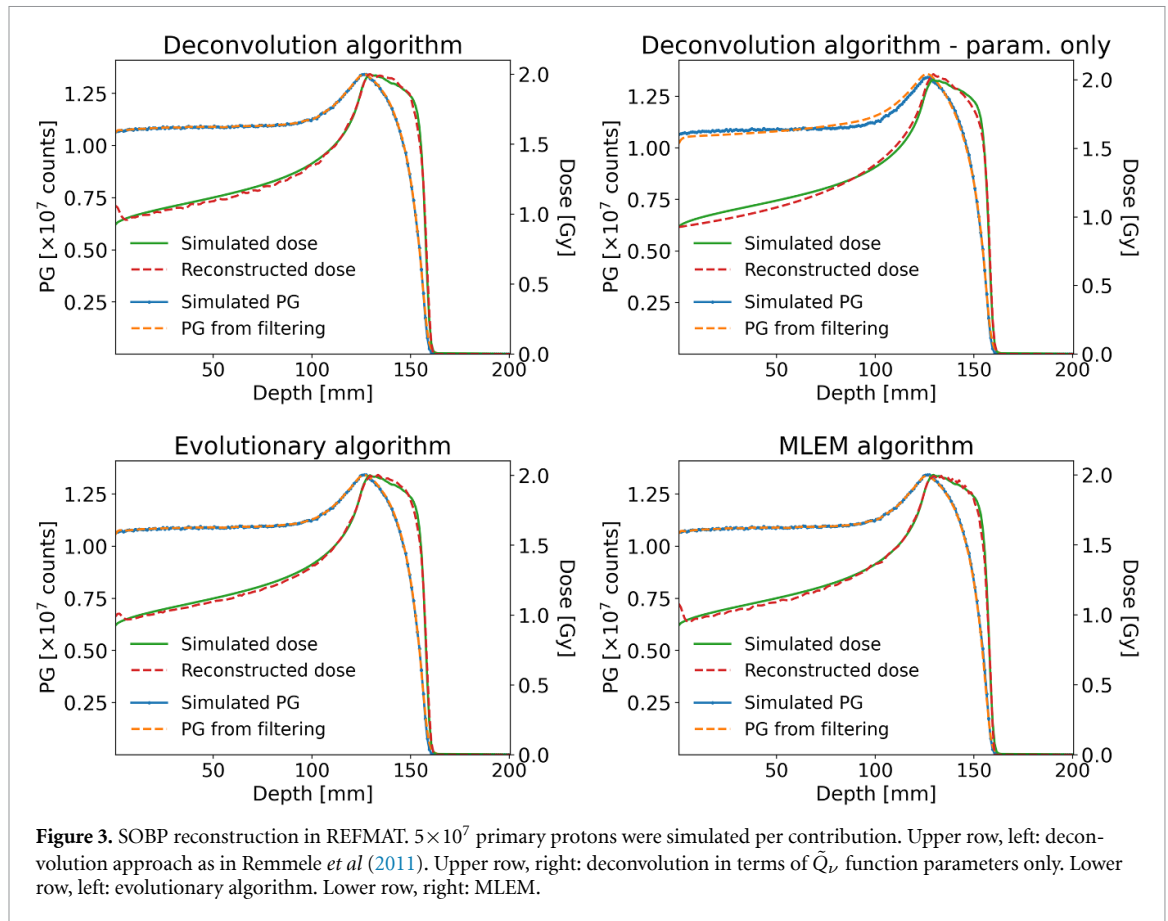 Deconvolution algorithm
PG [×10⁷ counts]
1.25
1.00
0.75
0.50
0.25
Simulated dose
Reconstructed dose
Simulated PG
PG from filtering
2.0
1.5
1.0
0.5
0.0
Dose [Gy]
50 100 150 200
Depth [mm]
Deconvolution algorithm - param. only
PG [×10⁷ counts]
1.25
1.00
0.75
0.50
0.25
Simulated dose
Reconstructed dose
Simulated PG
PG from filtering
2.0
1.5
1.0
0.5
0.0
Dose [Gy]
50 100 150 200
Depth [mm]
Evolutionary algorithm
PG [×10⁷ counts]
1.25
1.00
0.75
0.50
0.25
Simulated dose
Reconstructed dose
Simulated PG
PG from filtering
2.0
1.5
1.0
0.5
0.0
Dose [Gy]
50 100 150 200
Depth [mm]
MLEM algorithm
PG [×10⁷ counts]
1.25
1.00
0.75
0.50
0.25
Simulated dose
Reconstructed dose
Simulated PG
PG from filtering
2.0
1.5
1.0
0.5
0.0
Dose [Gy]
50 100 150 200
Depth [mm]
Figure 3. SOBP reconstruction in REFMAT. 5×10⁷ primary protons were simulated per contribution. Upper row, left: decon-
volution approach as in Remmele et al (2011). Upper row, right: deconvolution in terms of Q̃ᵥ function parameters only. Lower
row, left: evolutionary algorithm. Lower row, right: MLEM.